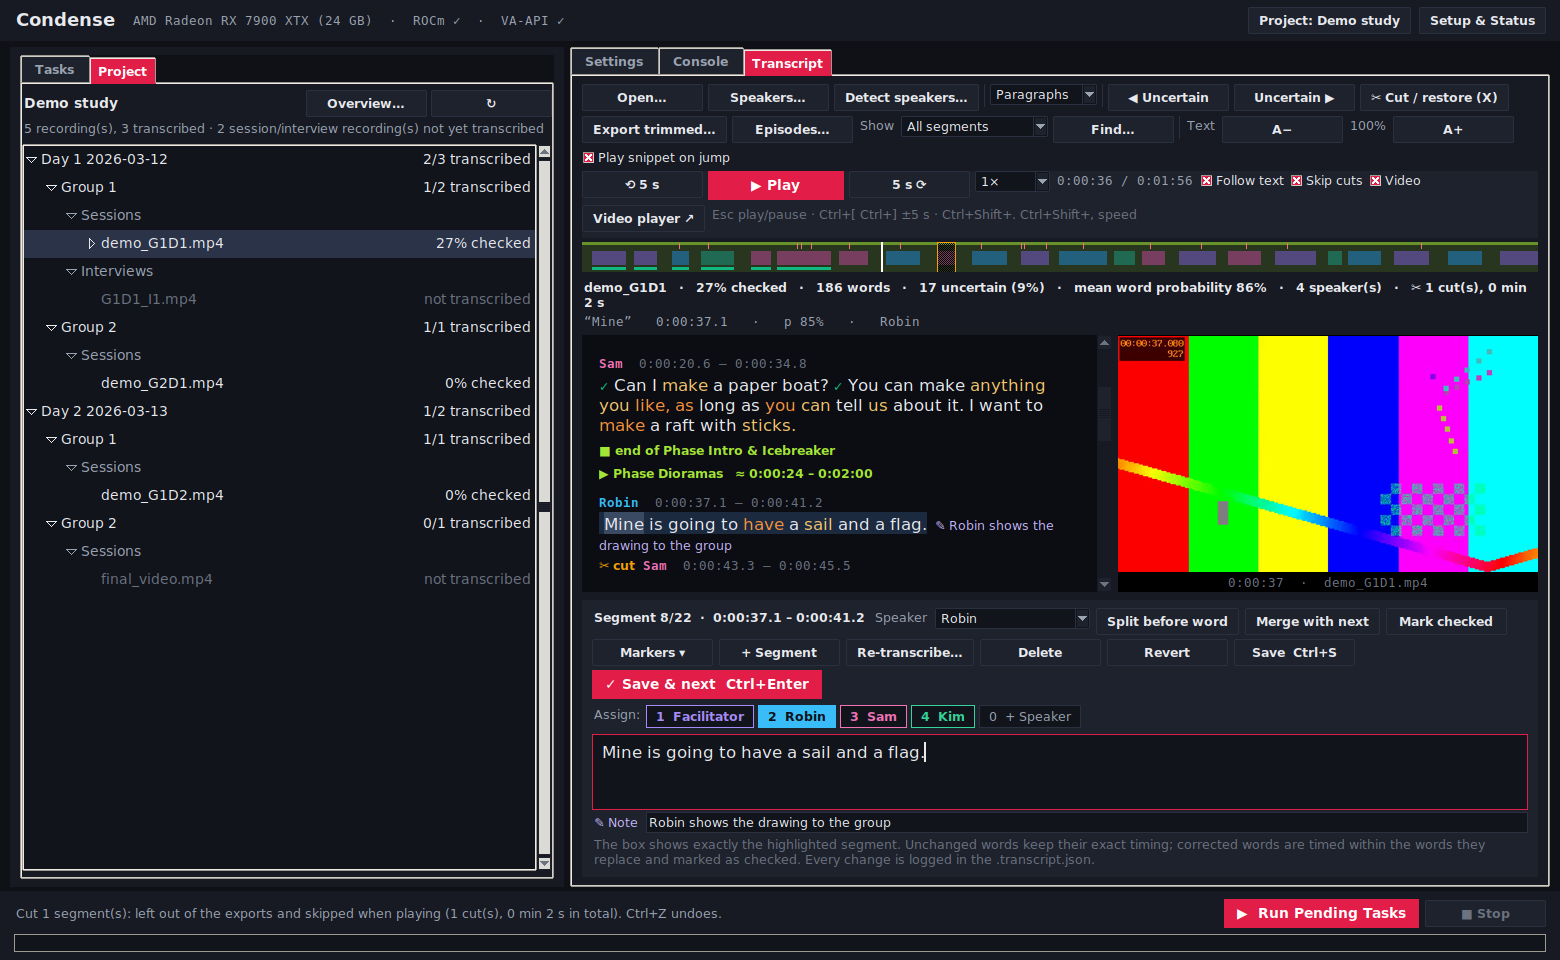 Condense AMD Radeon RX 7900 XTX (24 GB) · ROCm ✓ · VA-API ✓
Project: Demo study Setup & Status
Tasks Project
Demo study Overview... ↻
5 recording(s), 3 transcribed · 2 session/interview recording(s) not yet transcribed
Day 1 2026-03-12 2/3 transcribed
Group 1 1/2 transcribed
Sessions
demo_G1D1.mp4 27% checked
Interviews
G1D1_I1.mp4 not transcribed
Group 2 1/1 transcribed
Sessions
demo_G2D1.mp4 0% checked
Day 2 2026-03-13 1/2 transcribed
Group 1 1/1 transcribed
Sessions
demo_G1D2.mp4 0% checked
Group 2 0/1 transcribed
Sessions
final_video.mp4 not transcribed
Settings Console Transcript
Open... Speakers... Detect speakers... Paragraphs ◀ Uncertain Uncertain ▶ ✂ Cut / restore (X)
Export trimmed... Episodes... Show All segments Find... Text A− 100% A+
Play snippet on jump
⟲ 5 s ▶ Play 5 s ⟳ 1× 0:00:36 / 0:01:56 Follow text Skip cuts Video
Video player ↗ Esc play/pause · Ctrl+[ Ctrl+] ±5 s · Ctrl+Shift+. Ctrl+Shift+, speed
demo_G1D1 · 27% checked · 186 words · 17 uncertain (9%) · mean word probability 86% · 4 speaker(s) · ✂ 1 cut(s), 0 min
2 s
“Mine” 0:00:37.1 · p 85% · Robin
Sam 0:00:20.6 – 0:00:34.8
✓ Can I make a paper boat? ✓ You can make anything
you like, as long as you can tell us about it. I want to
make a raft with sticks.
■ end of Phase Intro & Icebreaker
▶ Phase Dioramas ≈ 0:00:24 – 0:02:00
Robin 0:00:37.1 – 0:00:41.2
Mine is going to have a sail and a flag. ✎ Robin shows the
drawing to the group
✂ cut Sam 0:00:43.3 – 0:00:45.5
00:00:37.080
927
0:00:37 · demo_G1D1.mp4
Segment 8/22 · 0:00:37.1 – 0:00:41.2 Speaker Robin Split before word Merge with next Mark checked
Markers ▾ + Segment Re-transcribe... Delete Revert Save Ctrl+S
✓ Save & next Ctrl+Enter
Assign: 1 Facilitator 2 Robin 3 Sam 4 Kim 0 + Speaker
Mine is going to have a sail and a flag.
✎ Note Robin shows the drawing to the group
The box shows exactly the highlighted segment. Unchanged words keep their exact timing; corrected words are timed within the words they
replace and marked as checked. Every change is logged in the .transcript.json.
Cut 1 segment(s): left out of the exports and skipped when playing (1 cut(s), 0 min 2 s in total). Ctrl+Z undoes.
▶ Run Pending Tasks ■ Stop